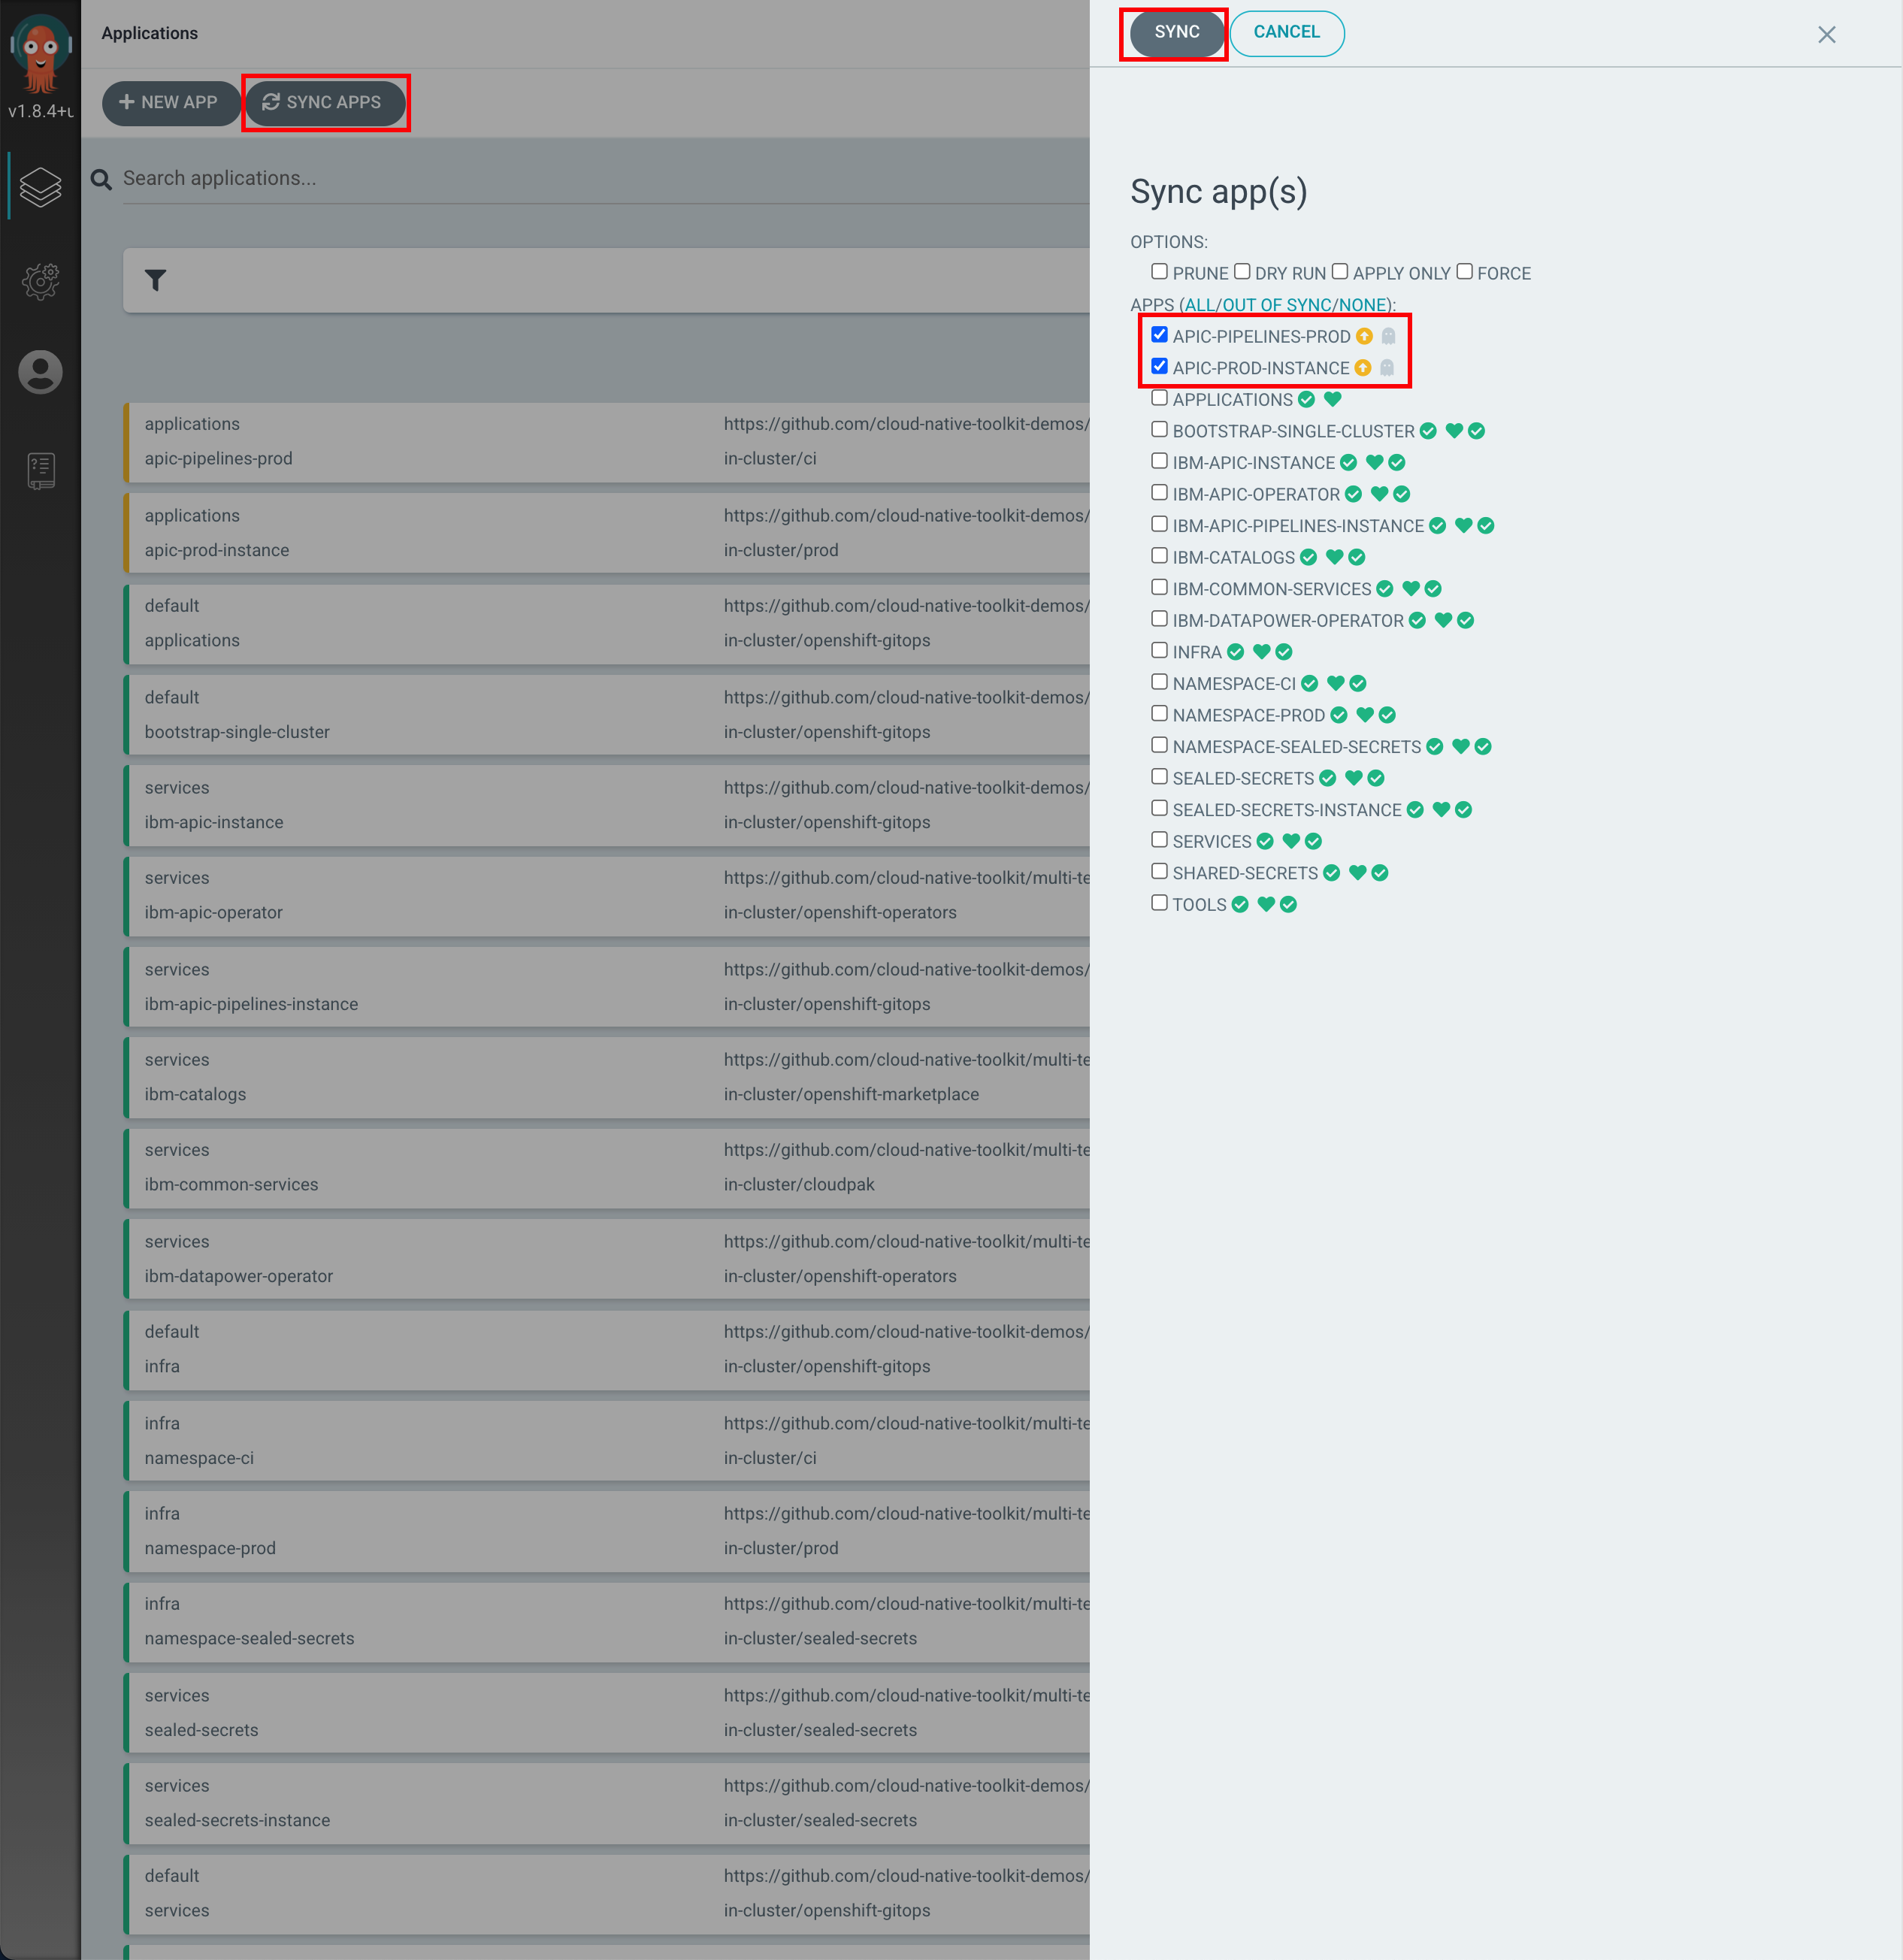 v1.8.4+u
Applications
NEW APP
SYNC APPS
Search applications...
applications
https://github.com/cloud-native-toolkit-demos/
apic-pipelines-prod
in-cluster/ci
applications
https://github.com/cloud-native-toolkit-demos/
apic-prod-instance
in-cluster/prod
default
https://github.com/cloud-native-toolkit-demos/
applications
in-cluster/openshift-gitops
default
https://github.com/cloud-native-toolkit-demos/
bootstrap-single-cluster
in-cluster/openshift-gitops
services
https://github.com/cloud-native-toolkit-demos/
ibm-apic-instance
in-cluster/openshift-gitops
services
https://github.com/cloud-native-toolkit/multi-te
ibm-apic-operator
in-cluster/openshift-operators
services
https://github.com/cloud-native-toolkit-demos/
ibm-apic-pipelines-instance
in-cluster/openshift-gitops
services
https://github.com/cloud-native-toolkit/multi-te
ibm-catalogs
in-cluster/openshift-marketplace
services
https://github.com/cloud-native-toolkit/multi-te
ibm-common-services
in-cluster/cloudpak
services
https://github.com/cloud-native-toolkit/multi-te
ibm-datapower-operator
in-cluster/openshift-operators
default
https://github.com/cloud-native-toolkit-demos/
infra
in-cluster/openshift-gitops
infra
https://github.com/cloud-native-toolkit/multi-te
namespace-ci
in-cluster/ci
infra
https://github.com/cloud-native-toolkit/multi-te
namespace-prod
in-cluster/prod
infra
https://github.com/cloud-native-toolkit/multi-te
namespace-sealed-secrets
in-cluster/sealed-secrets
services
https://github.com/cloud-native-toolkit/multi-te
sealed-secrets
in-cluster/sealed-secrets
services
https://github.com/cloud-native-toolkit-demos/
sealed-secrets-instance
in-cluster/sealed-secrets
default
https://github.com/cloud-native-toolkit-demos/
services
in-cluster/openshift-gitops
SYNC
CANCEL
Sync app(s)
OPTIONS:
PRUNE DRY RUN APPLY ONLY FORCE
APPS (ALL/OUT OF SYNC/NONE):
APIC-PIPELINES-PROD
APIC-PROD-INSTANCE
APPLICATIONS
BOOTSTRAP-SINGLE-CLUSTER
IBM-APIC-INSTANCE
IBM-APIC-OPERATOR
IBM-APIC-PIPELINES-INSTANCE
IBM-CATALOGS
IBM-COMMON-SERVICES
IBM-DATAPOWER-OPERATOR
INFRA
NAMESPACE-CI
NAMESPACE-PROD
NAMESPACE-SEALED-SECRETS
SEALED-SECRETS
SEALED-SECRETS-INSTANCE
SERVICES
SHARED-SECRETS
TOOLS